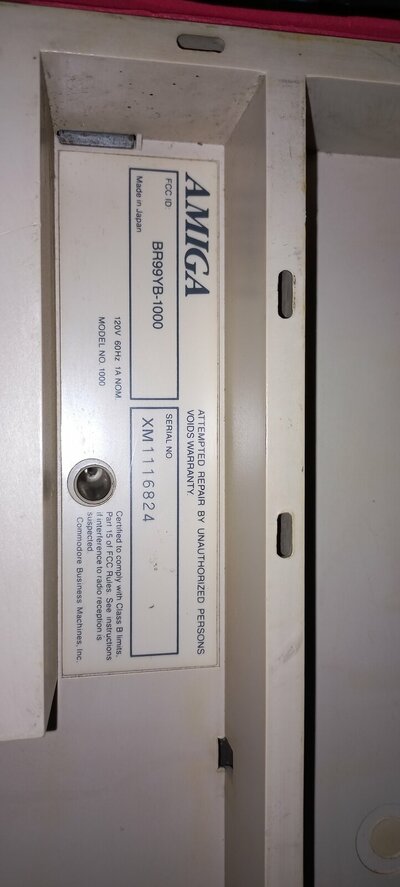 AMIGA
ATTEMPTED REPAIR BY UNAUTHORIZED PERSONS
VOIDS WARRANTY.
FCC ID:
BR99YB-1000
Made in Japan
SERIAL NO
XM1116824
120V 60Hz 1A NOM.
MODEL NO. 1000
Certified to comply with Class B limits,
Part 15 of FCC Rules. See instructions
if interference to radio reception is
suspected.
Commodore Business Machines, Inc.